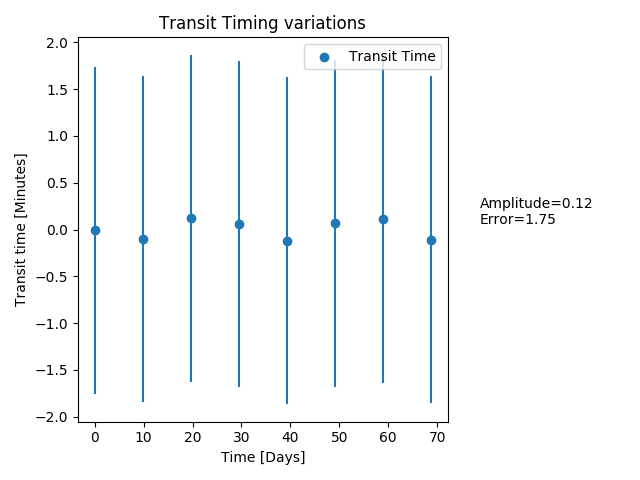 Transit Timing variations
Transit Time
2.0
1.5
1.0
0.5
0.0
−0.5
−1.0
−1.5
−2.0
Transit time [Minutes]
0 10 20 30 40 50 60 70
Time [Days]
Amplitude=0.12
Error=1.75